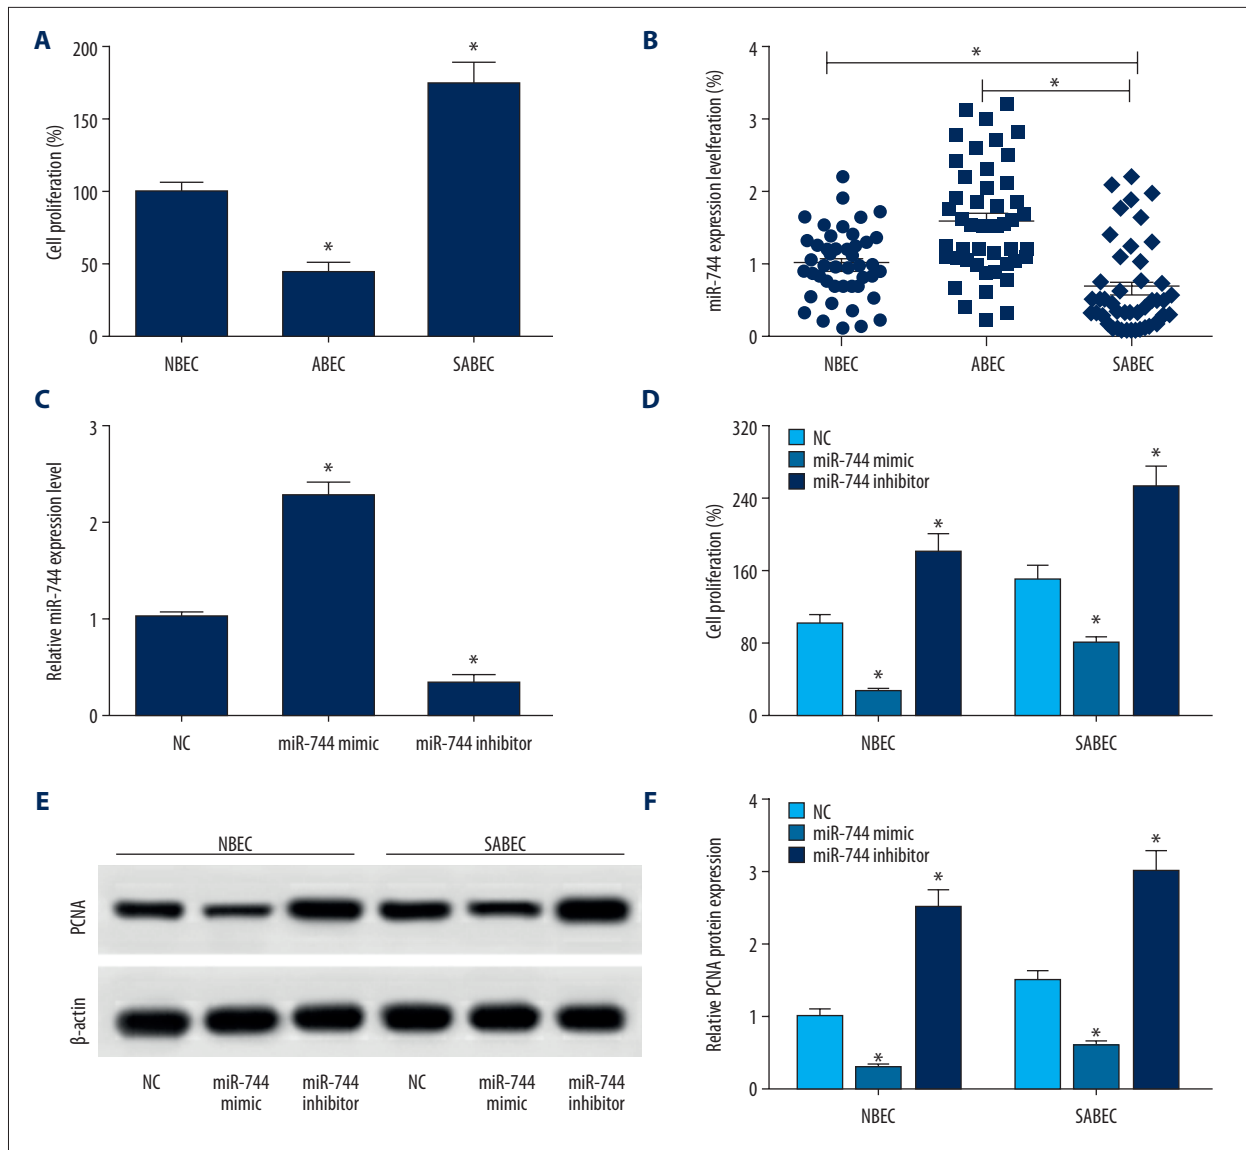 A
Cell proliferation (%)
200
150
100
50
0
*
*
NBEC
ABEC
SABEC
B
miR-744 expression levelferation (%)
4
3
2
1
0
*
*
NBEC
ABEC
SABEC
C
Relative miR-744 expression level
3
2
1
0
*
*
NC
miR-744 mimic
miR-744 inhibitor
D
Cell proliferation (%)
320
240
160
80
0
NC
miR-744 mimic
miR-744 inhibitor
*
*
*
*
NBEC
SABEC
E
NBEC
SABEC
PCNA
β-actin
NC
miR-744 mimic
miR-744 inhibitor
NC
miR-744 mimic
miR-744 inhibitor
F
Relative PCNA protein expression
4
3
2
1
0
NC
miR-744 mimic
miR-744 inhibitor
*
*
*
*
NBEC
SABEC